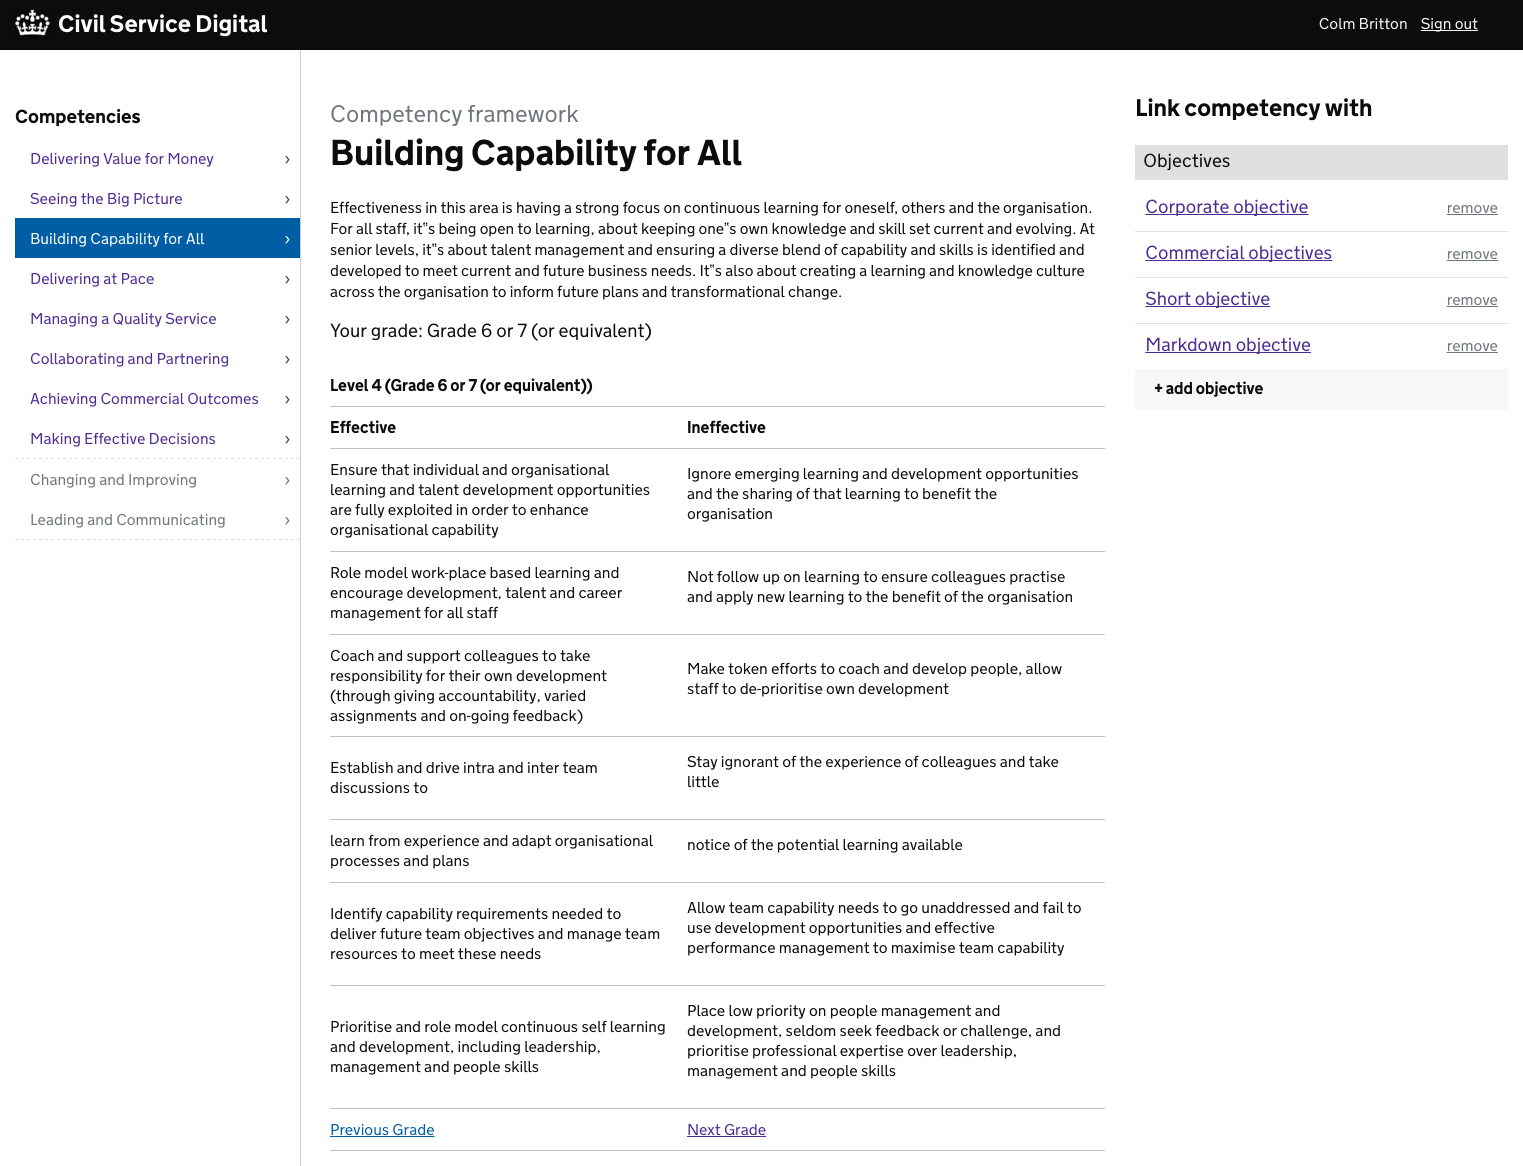 Civil Service Digital
Colm Britton Sign out
Competencies
Delivering Value for Money ›
Seeing the Big Picture ›
Building Capability for All ›
Delivering at Pace ›
Managing a Quality Service ›
Collaborating and Partnering ›
Achieving Commercial Outcomes ›
Making Effective Decisions ›
Changing and Improving ›
Leading and Communicating ›
Competency framework
Building Capability for All
Effectiveness in this area is having a strong focus on continuous learning for oneself, others and the organisation.
For all staff, it‟s being open to learning, about keeping one‟s own knowledge and skill set current and evolving. At
senior levels, it‟s about talent management and ensuring a diverse blend of capability and skills is identified and
developed to meet current and future business needs. It‟s also about creating a learning and knowledge culture
across the organisation to inform future plans and transformational change.
Your grade: Grade 6 or 7 (or equivalent)
Level 4 (Grade 6 or 7 (or equivalent))
Effective
Ineffective
Ensure that individual and organisational
learning and talent development opportunities
are fully exploited in order to enhance
organisational capability
Ignore emerging learning and development opportunities
and the sharing of that learning to benefit the
organisation
Role model work-place based learning and
encourage development, talent and career
management for all staff
Not follow up on learning to ensure colleagues practise
and apply new learning to the benefit of the organisation
Coach and support colleagues to take
responsibility for their own development
(through giving accountability, varied
assignments and on-going feedback)
Make token efforts to coach and develop people, allow
staff to de-prioritise own development
Establish and drive intra and inter team
discussions to
Stay ignorant of the experience of colleagues and take
little
learn from experience and adapt organisational
processes and plans
notice of the potential learning available
Identify capability requirements needed to
deliver future team objectives and manage team
resources to meet these needs
Allow team capability needs to go unaddressed and fail to
use development opportunities and effective
performance management to maximise team capability
Prioritise and role model continuous self learning
and development, including leadership,
management and people skills
Place low priority on people management and
development, seldom seek feedback or challenge, and
prioritise professional expertise over leadership,
management and people skills
Previous Grade
Next Grade
Link competency with
Objectives
Corporate objective remove
Commercial objectives remove
Short objective remove
Markdown objective remove
+ add objective